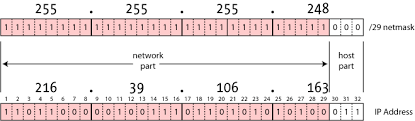 255 . 255 . 255 . 248
1 1 1 1 1 1 1 1 1 1 1 1 1 1 1 1 1 1 1 1 1 1 1 1 1 1 1 1 1 0 0 0 /29 netmask
network part
host part
216 . 39 . 106 . 163
1 2 3 4 5 6 7 8 9 10 11 12 13 14 15 16 17 18 19 20 21 22 23 24 25 26 27 28 29 30 31 32
1 1 0 1 1 0 0 0 0 0 1 0 0 1 1 1 0 1 1 0 1 0 1 0 1 0 1 0 0 0 1 1 IP Address